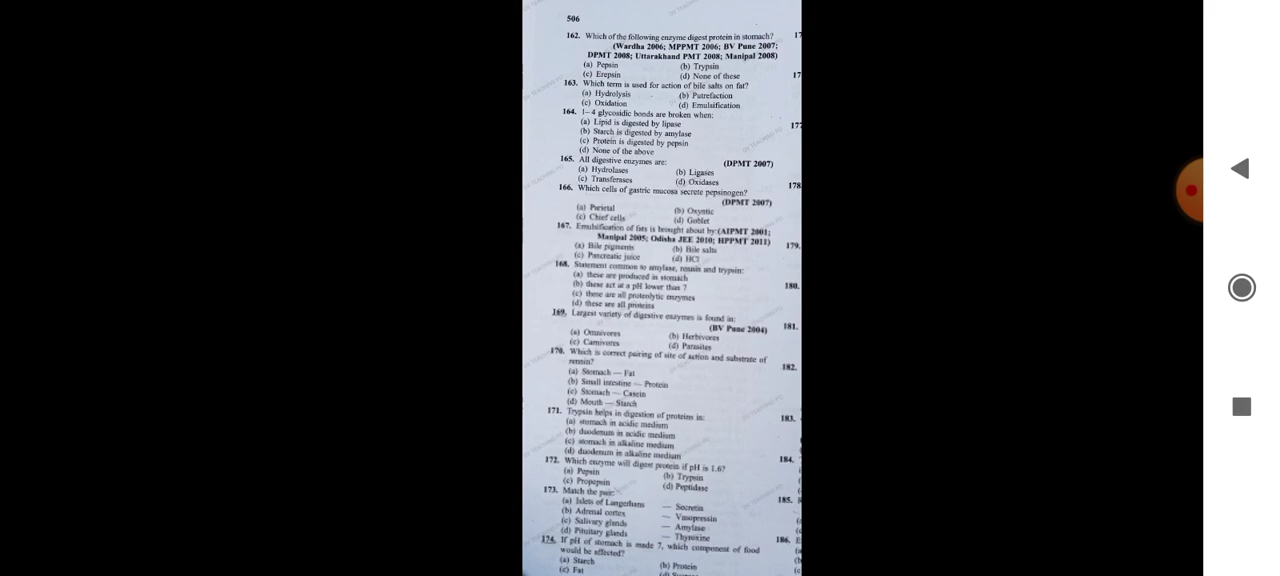 506
162. Which of the following enzyme digest protein in stomach?
(Wardha 2006; MPPMT 2006; BV Pune 2007;
DPMT 2008; Uttarakhand PMT 2008; Manipal 2008)
(a) Pepsin (b) Trypsin
(c) Erepsin (d) None of these
163. Which term is used for action of bile salts on fat?
(a) Hydrolysis (b) Putrefaction
(c) Oxidation (d) Emulsification
164. 1–4 glycosidic bonds are broken when:
(a) Lipid is digested by lipase
(b) Starch is digested by amylase
(c) Protein is digested by pepsin
(d) None of the above
165. All digestive enzymes are: (DPMT 2007)
(a) Hydrolases (b) Ligases
(c) Transferases (d) Oxidases
166. Which cells of gastric mucosa secrete pepsinogen?
(DPMT 2007)
(a) Parietal (b) Oxyntic
(c) Chief cells (d) Goblet
167. Emulsification of fats is brought about by: (AIPMT 2001;
Manipal 2005; Odisha JEE 2010; HPPMT 2011)
(a) Bile pigments (b) Bile salts
(c) Pancreatic juice (d) HCl
168. Statement common to amylase, rennin and trypsin:
(a) these are produced in stomach
(b) these act at a pH lower than 7
(c) these are all proteolytic enzymes
(d) these are all proteins
169. Largest variety of digestive enzymes is found in:
(BV Pune 2004)
(a) Omnivores (b) Herbivores
(c) Carnivores (d) Parasites
170. Which is correct pairing of site of action and substrate of
rennin?
(a) Stomach — Fat
(b) Small intestine — Protein
(c) Stomach — Casein
(d) Mouth — Starch
171. Trypsin helps in digestion of proteins in:
(a) stomach in acidic medium
(b) duodenum in acidic medium
(c) stomach in alkaline medium
(d) duodenum in alkaline medium
172. Which enzyme will digest protein if pH is 1.6?
(a) Pepsin (b) Trypsin
(c) Propepsin (d) Peptidase
173. Match the pair:
(a) Islets of Langerhans — Secretin
(b) Adrenal cortex — Vasopressin
(c) Salivary glands — Amylase
(d) Pituitary glands — Thyroxine
174. If pH of stomach is made 7, which component of food
would be affected?
(a) Starch (b) Protein
(c) Fat
17
17
177
178
179.
180.
181.
182.
183.
184.
185.
186.